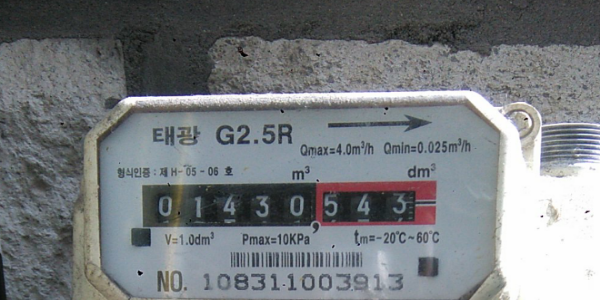 태광 G2.5R
Qmax=4.0m³/h Qmin=0.025m³/h
형식인증 : 제 H-05-06 호 m³ dm³
01430,543
V=1.0dm³ Pmax=10KPa tm=-20°C~60°C
NO. 10831-1003913